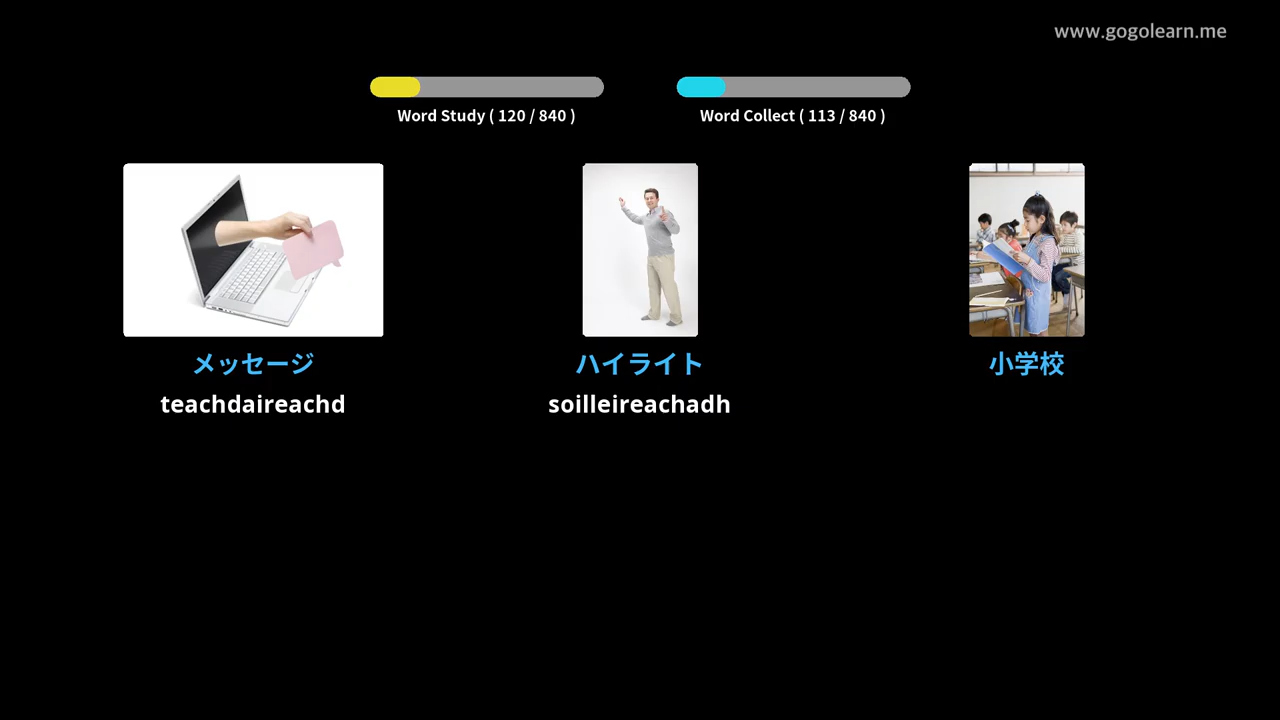 www.gogolearn.me
Word Study ( 120 / 840 )
Word Collect ( 113 / 840 )
メッセージ
ハイライト
小学校
teachdaireachd
soilleireachadh